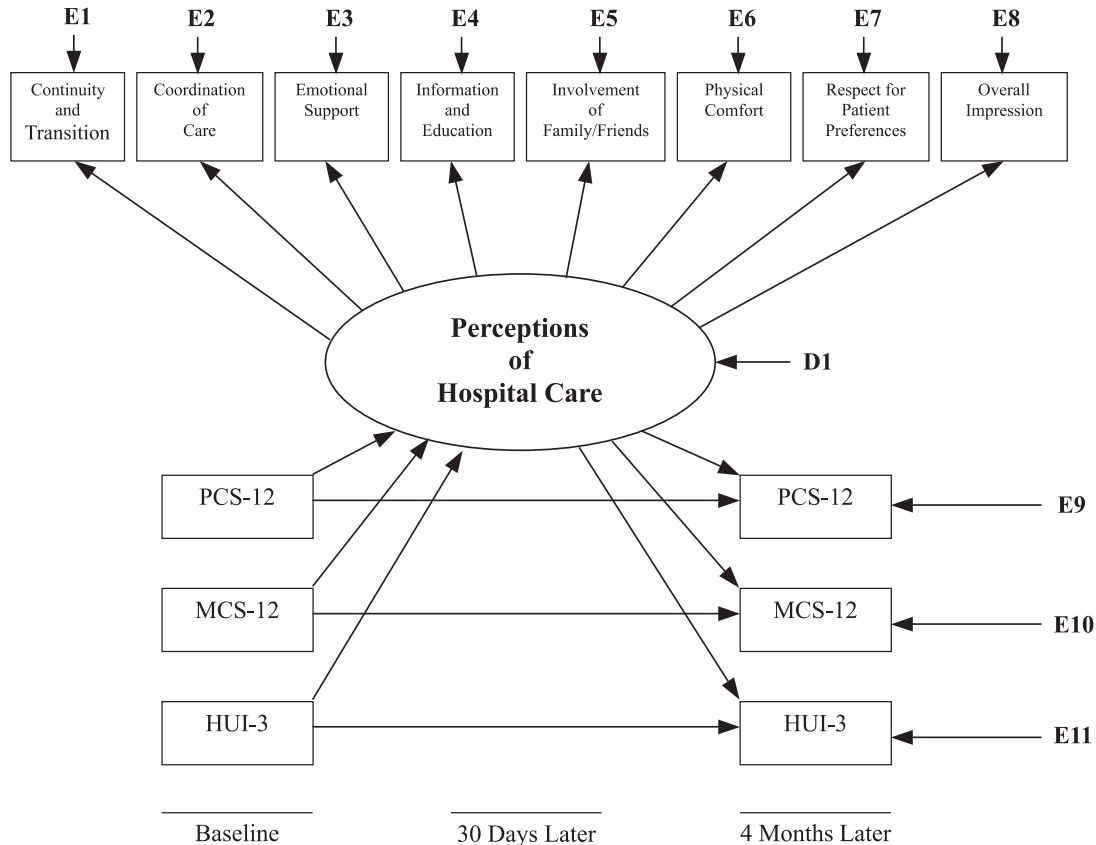 E1 E2 E3 E4 E5 E6 E7 E8
Continuity
and
Transition
Coordination
of
Care
Emotional
Support
Information
and
Education
Involvement
of
Family/Friends
Physical
Comfort
Respect for
Patient
Preferences
Overall
Impression
Perceptions
of
Hospital Care
D1
PCS-12
PCS-12
E9
MCS-12
MCS-12
E10
HUI-3
HUI-3
E11
Baseline
30 Days Later
4 Months Later